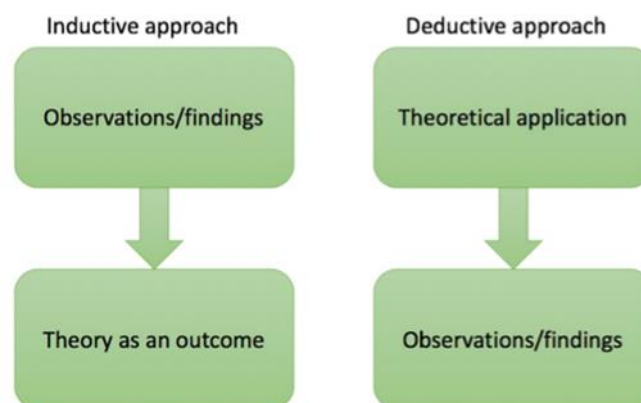 Inductive approach
Deductive approach
Observations/findings
Theoretical application
Theory as an outcome
Observations/findings